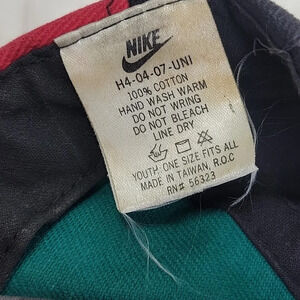 NIKE
H4-04-07-UNI
100% COTTON
HAND WASH WARM
DO NOT WRING
DO NOT BLEACH
LINE DRY
YOUTH: ONE SIZE FITS ALL
MADE IN TAIWAN, R.O.C
RN# 56323